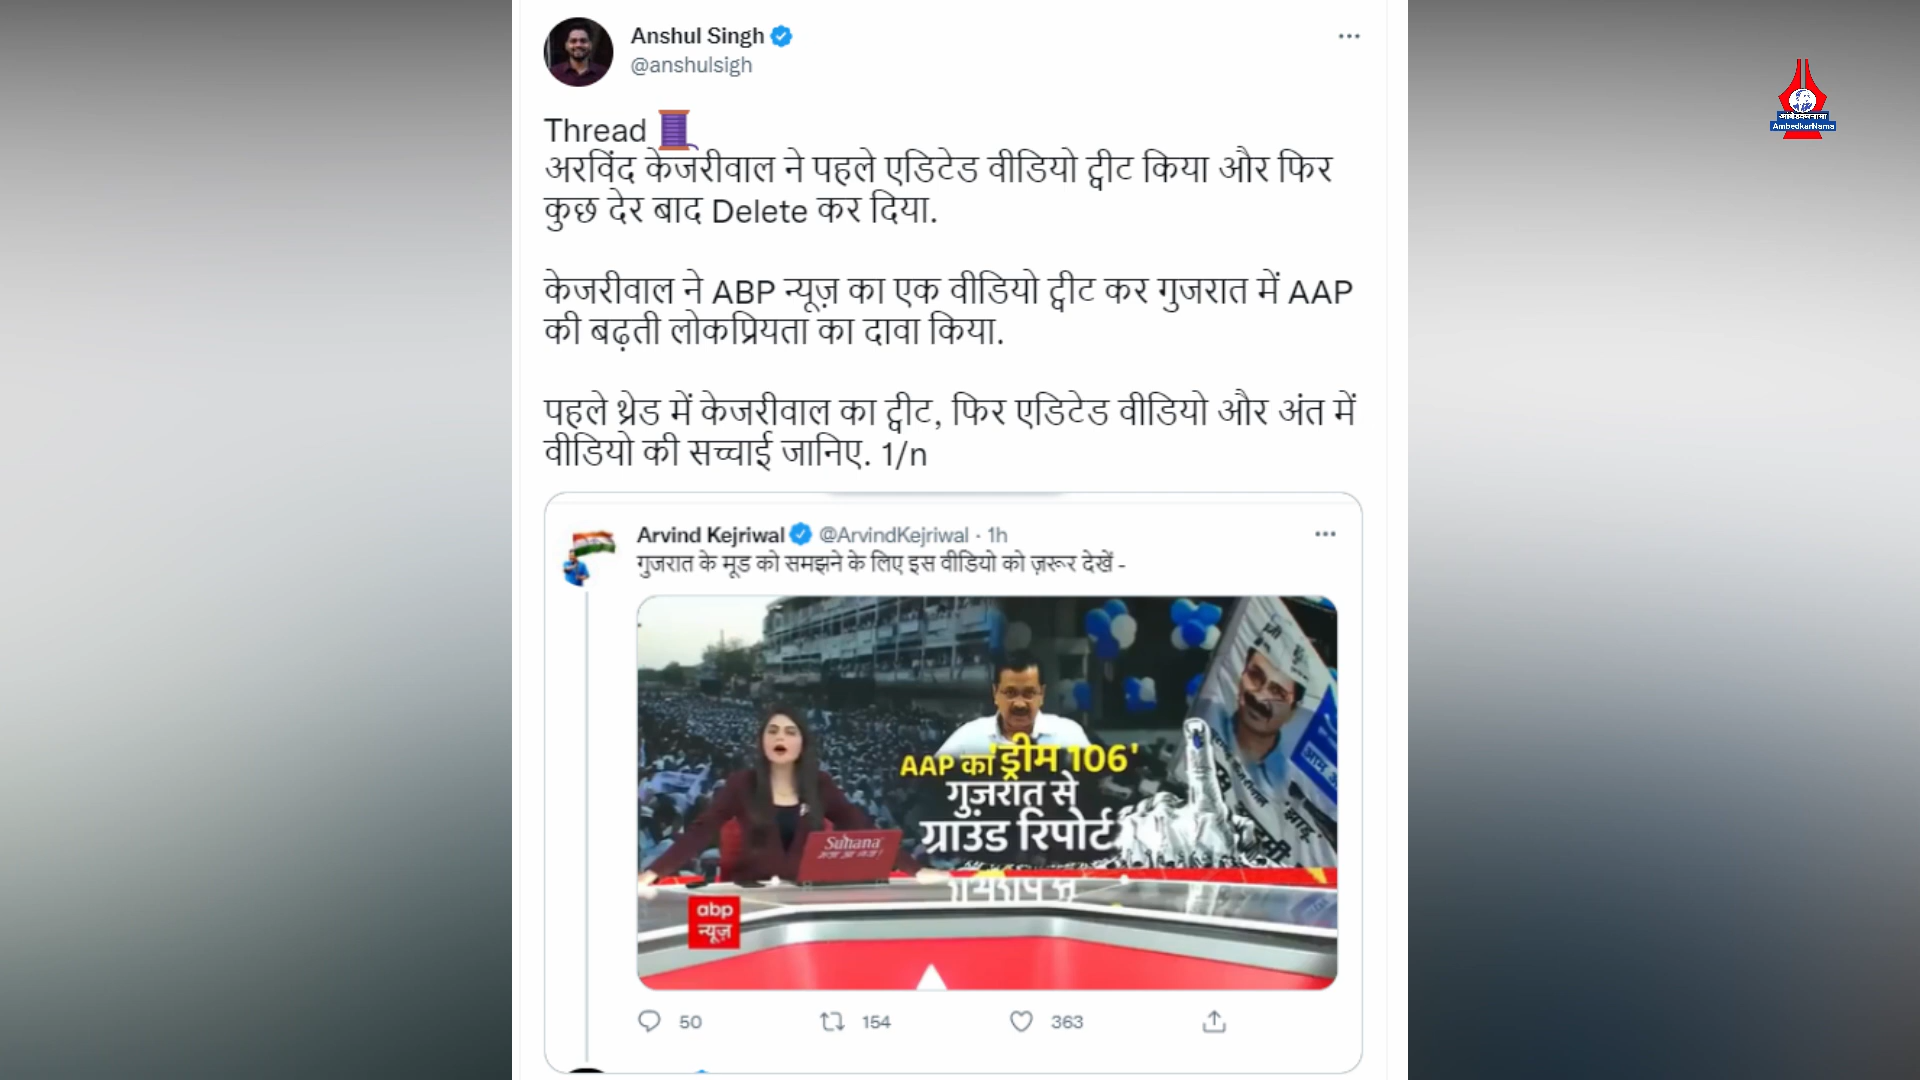 Anshul Singh
@anshulsigh
आंबेडकरनामा
AmbedkarNama
Thread
अरविंद केजरीवाल ने पहले एडिटेड वीडियो ट्वीट किया और फिर
कुछ देर बाद Delete कर दिया.
केजरीवाल ने ABP न्यूज़ का एक वीडियो ट्वीट कर गुजरात में AAP
की बढ़ती लोकप्रियता का दावा किया.
पहले थ्रेड में केजरीवाल का ट्वीट, फिर एडिटेड वीडियो और अंत में
वीडियो की सच्चाई जानिए. 1/n
Arvind Kejriwal @ArvindKejriwal · 1h
गुजरात के मूड को समझने के लिए इस वीडियो को ज़रूर देखें -
AAP का 'ड्रीम 106'
गुजरात से
ग्राउंड रिपोर्ट
Suhana
abp
न्यूज़
50 154 363